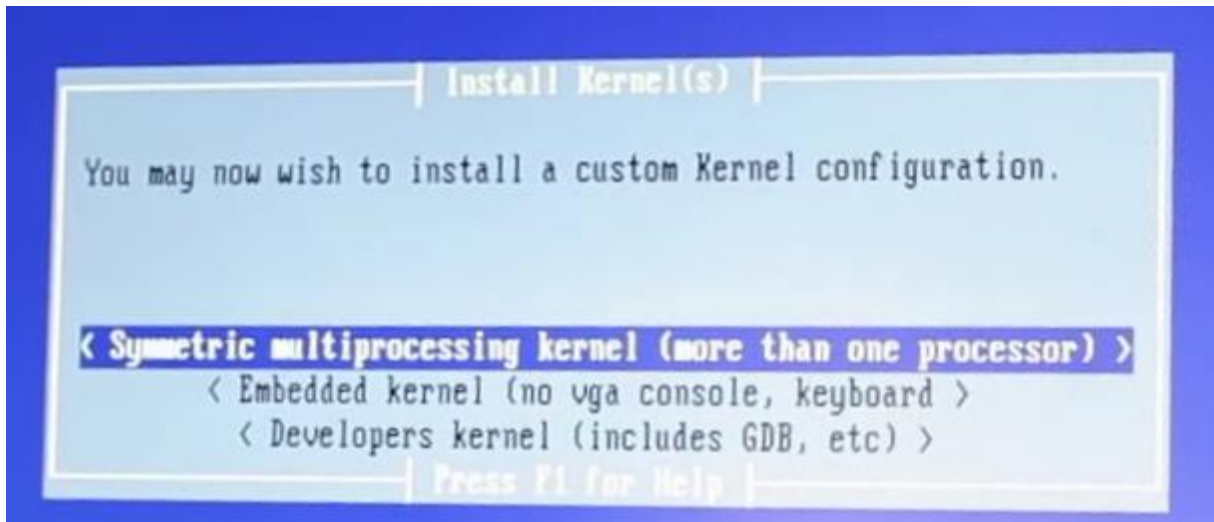 Install Kernel(s)
You may now wish to install a custom Kernel configuration.
< Symmetric multiprocessing kernel (more than one processor) >
< Embedded kernel (no vga console, keyboard >
< Developers kernel (includes GDB, etc) >
Press F1 for Help